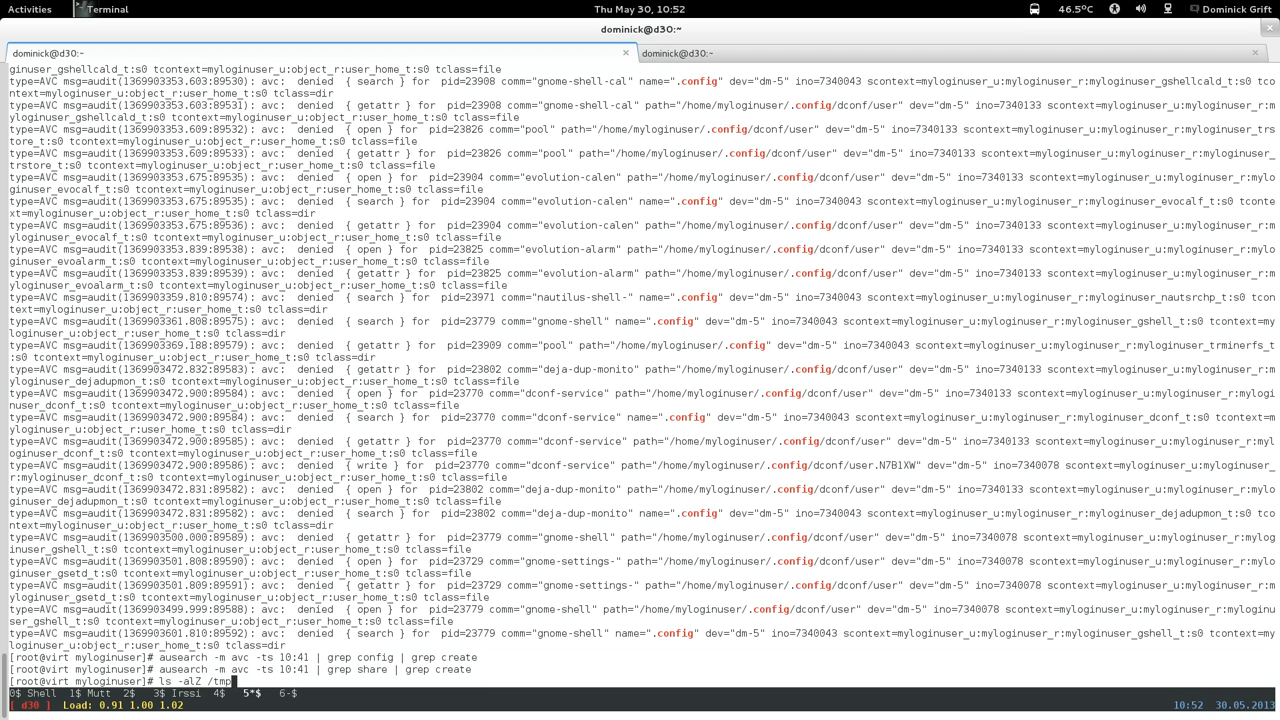 Activities
Terminal
Thu May 30, 10:52
46.5°C
Dominick Grift
dominick@d30:~
dominick@d30:~
dominick@d30:~
ginuser_gshellcald_t:s0 tcontext=myloginuser_u:object_r:user_home_t:s0 tclass=file
type=AVC msg=audit(1369903353.603:89530): avc:  denied  { search } for  pid=23908 comm="gnome-shell-cal" name=".config" dev="dm-5" ino=7340043 scontext=myloginuser_u:myloginuser_r:myloginuser_gshellcald_t:s0 tco
ntext=myloginuser_u:object_r:user_home_t:s0 tclass=dir
type=AVC msg=audit(1369903353.603:89531): avc:  denied  { getattr } for  pid=23908 comm="gnome-shell-cal" path="/home/myloginuser/.config/dconf/user" dev="dm-5" ino=7340133 scontext=myloginuser_u:myloginuser_r:m
yloginuser_gshellcald_t:s0 tcontext=myloginuser_u:object_r:user_home_t:s0 tclass=file
type=AVC msg=audit(1369903353.609:89532): avc:  denied  { open } for  pid=23826 comm="pool" path="/home/myloginuser/.config/dconf/user" dev="dm-5" ino=7340133 scontext=myloginuser_u:myloginuser_r:myloginuser_trs
tore_t:s0 tcontext=myloginuser_u:object_r:user_home_t:s0 tclass=file
type=AVC msg=audit(1369903353.609:89533): avc:  denied  { getattr } for  pid=23826 comm="pool" path="/home/myloginuser/.config/dconf/user" dev="dm-5" ino=7340133 scontext=myloginuser_u:myloginuser_r:myloginuser_
trstore_t:s0 tcontext=myloginuser_u:object_r:user_home_t:s0 tclass=file
type=AVC msg=audit(1369903353.675:89535): avc:  denied  { open } for  pid=23904 comm="evolution-calen" path="/home/myloginuser/.config/dconf/user" dev="dm-5" ino=7340133 scontext=myloginuser_u:myloginuser_r:mylo
ginuser_evocalf_t:s0 tcontext=myloginuser_u:object_r:user_home_t:s0 tclass=file
type=AVC msg=audit(1369903353.675:89535): avc:  denied  { search } for  pid=23904 comm="evolution-calen" name=".config" dev="dm-5" ino=7340043 scontext=myloginuser_u:myloginuser_r:myloginuser_evocalf_t:s0 tconte
xt=myloginuser_u:object_r:user_home_t:s0 tclass=dir
type=AVC msg=audit(1369903353.675:89536): avc:  denied  { getattr } for  pid=23904 comm="evolution-calen" path="/home/myloginuser/.config/dconf/user" dev="dm-5" ino=7340133 scontext=myloginuser_u:myloginuser_r:m
yloginuser_evocalf_t:s0 tcontext=myloginuser_u:object_r:user_home_t:s0 tclass=file
type=AVC msg=audit(1369903353.839:89538): avc:  denied  { open } for  pid=23825 comm="evolution-alarm" path="/home/myloginuser/.config/dconf/user" dev="dm-5" ino=7340133 scontext=myloginuser_u:myloginuser_r:mylo
ginuser_evoalarm_t:s0 tcontext=myloginuser_u:object_r:user_home_t:s0 tclass=file
type=AVC msg=audit(1369903353.839:89539): avc:  denied  { getattr } for  pid=23825 comm="evolution-alarm" path="/home/myloginuser/.config/dconf/user" dev="dm-5" ino=7340133 scontext=myloginuser_u:myloginuser_r:m
yloginuser_evoalarm_t:s0 tcontext=myloginuser_u:object_r:user_home_t:s0 tclass=file
type=AVC msg=audit(1369903359.810:89574): avc:  denied  { search } for  pid=23971 comm="nautilus-shell-" name=".config" dev="dm-5" ino=7340043 scontext=myloginuser_u:myloginuser_r:myloginuser_nautsrchp_t:s0 tcon
text=myloginuser_u:object_r:user_home_t:s0 tclass=dir
type=AVC msg=audit(1369903361.808:89575): avc:  denied  { search } for  pid=23779 comm="gnome-shell" name=".config" dev="dm-5" ino=7340043 scontext=myloginuser_u:myloginuser_r:myloginuser_gshell_t:s0 tcontext=my
loginuser_u:object_r:user_home_t:s0 tclass=dir
type=AVC msg=audit(1369903369.188:89579): avc:  denied  { search } for  pid=23909 comm="pool" path="/home/myloginuser/.config" dev="dm-5" ino=7340043 scontext=myloginuser_u:myloginuser_r:myloginuser_trminerfs_t
:s0 tcontext=myloginuser_u:object_r:user_home_t:s0 tclass=dir
type=AVC msg=audit(1369903472.832:89583): avc:  denied  { getattr } for  pid=23802 comm="deja-dup-monito" path="/home/myloginuser/.config/dconf/user" dev="dm-5" ino=7340133 scontext=myloginuser_u:myloginuser_r:m
yloginuser_dejadupmon_t:s0 tcontext=myloginuser_u:object_r:user_home_t:s0 tclass=file
type=AVC msg=audit(1369903472.900:89584): avc:  denied  { open } for  pid=23770 comm="dconf-service" path="/home/myloginuser/.config/dconf/user" dev="dm-5" ino=7340133 scontext=myloginuser_u:myloginuser_r:mylogi
nuser_dconf_t:s0 tcontext=myloginuser_u:object_r:user_home_t:s0 tclass=file
type=AVC msg=audit(1369903472.900:89584): avc:  denied  { search } for  pid=23770 comm="dconf-service" name=".config" dev="dm-5" ino=7340043 scontext=myloginuser_u:myloginuser_r:myloginuser_dconf_t:s0 tcontext=m
yloginuser_u:object_r:user_home_t:s0 tclass=dir
type=AVC msg=audit(1369903472.900:89585): avc:  denied  { getattr } for  pid=23770 comm="dconf-service" path="/home/myloginuser/.config/dconf/user" dev="dm-5" ino=7340133 scontext=myloginuser_u:myloginuser_r:myl
oginuser_dconf_t:s0 tcontext=myloginuser_u:object_r:user_home_t:s0 tclass=file
type=AVC msg=audit(1369903472.900:89586): avc:  denied  { write } for  pid=23770 comm="dconf-service" path="/home/myloginuser/.config/dconf/user.N7B1XW" dev="dm-5" ino=7340078 scontext=myloginuser_u:myloginuser_
r:myloginuser_dconf_t:s0 tcontext=myloginuser_u:object_r:user_home_t:s0 tclass=file
type=AVC msg=audit(1369903472.831:89582): avc:  denied  { open } for  pid=23802 comm="deja-dup-monito" path="/home/myloginuser/.config/dconf/user" dev="dm-5" ino=7340133 scontext=myloginuser_u:myloginuser_r:mylo
ginuser_dejadupmon_t:s0 tcontext=myloginuser_u:object_r:user_home_t:s0 tclass=file
type=AVC msg=audit(1369903472.831:89582): avc:  denied  { search } for  pid=23802 comm="deja-dup-monito" name=".config" dev="dm-5" ino=7340043 scontext=myloginuser_u:myloginuser_r:myloginuser_dejadupmon_t:s0 tco
ntext=myloginuser_u:object_r:user_home_t:s0 tclass=dir
type=AVC msg=audit(1369903500.000:89589): avc:  denied  { getattr } for  pid=23779 comm="gnome-shell" path="/home/myloginuser/.config/dconf/user" dev="dm-5" ino=7340078 scontext=myloginuser_u:myloginuser_r:mylog
inuser_gshell_t:s0 tcontext=myloginuser_u:object_r:user_home_t:s0 tclass=file
type=AVC msg=audit(1369903501.808:89590): avc:  denied  { open } for  pid=23729 comm="gnome-settings-" path="/home/myloginuser/.config/dconf/user" dev="dm-5" ino=7340078 scontext=myloginuser_u:myloginuser_r:mylo
ginuser_gsetd_t:s0 tcontext=myloginuser_u:object_r:user_home_t:s0 tclass=file
type=AVC msg=audit(1369903501.809:89591): avc:  denied  { getattr } for  pid=23729 comm="gnome-settings-" path="/home/myloginuser/.config/dconf/user" dev="dm-5" ino=7340078 scontext=myloginuser_u:myloginuser_r:m
yloginuser_gsetd_t:s0 tcontext=myloginuser_u:object_r:user_home_t:s0 tclass=file
type=AVC msg=audit(1369903499.999:89588): avc:  denied  { open } for  pid=23779 comm="gnome-shell" path="/home/myloginuser/.config/dconf/user" dev="dm-5" ino=7340078 scontext=myloginuser_u:myloginuser_r:myloginu
ser_gshell_t:s0 tcontext=myloginuser_u:object_r:user_home_t:s0 tclass=file
type=AVC msg=audit(1369903601.810:89592): avc:  denied  { search } for  pid=23779 comm="gnome-shell" name=".config" dev="dm-5" ino=7340043 scontext=myloginuser_u:myloginuser_r:myloginuser_gshell_t:s0 tcontext=my
loginuser_u:object_r:user_home_t:s0 tclass=dir
[root@virt myloginuser]# ausearch -m avc -ts 10:41 | grep config | grep create
[root@virt myloginuser]# ausearch -m avc -ts 10:41 | grep share | grep create
[root@virt myloginuser]# ls -alZ /tmp
0$ Shell  1$ Mutt  2$   3$ Irssi  4$   5*$   6-$
[ d30 ]  Load: 0.91 1.00 1.02
10:52  30.05.2013